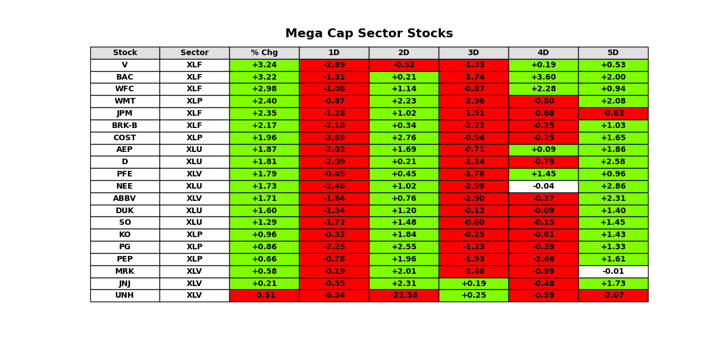 Mega Cap Sector Stocks
Stock Sector % Chg 1D 2D 3D 4D 5D
V XLF +3.24 -2.89 -0.52 -1.33 +0.19 +0.53
BAC XLF +3.22 -1.31 +0.21 -1.74 +3.60 +2.00
WFC XLF +2.98 -1.08 +1.14 -0.87 +2.28 +0.94
WMT XLP +2.40 -0.87 +2.23 -2.96 -0.80 +2.08
JPM XLF +2.35 -1.28 +1.02 -1.51 -0.68 -0.63
BRK-B XLF +2.17 -2.18 +0.34 -2.22 -0.25 +1.03
COST XLP +1.96 -3.69 +2.76 -0.94 -0.25 +1.65
AEP XLU +1.87 -2.02 +1.69 -0.71 +0.09 +1.86
D XLU +1.81 -2.09 +0.21 -1.14 -0.79 +2.58
PFE XLV +1.79 -0.45 +0.45 -1.78 +1.45 +0.96
NEE XLU +1.73 -2.46 +1.02 -2.99 -0.04 +2.86
ABBV XLV +1.71 -1.64 +0.76 -2.90 -0.37 +2.31
DUK XLU +1.60 -1.34 +1.20 -0.12 -0.09 +1.40
SO XLU +1.29 -1.72 +1.48 -0.60 -0.15 +1.45
KO XLP +0.96 -0.32 +1.84 -0.25 -0.81 +1.43
PG XLP +0.86 -2.25 +2.55 -1.23 -0.39 +1.33
PEP XLP +0.66 -0.78 +1.96 -1.93 -2.66 +1.61
MRK XLV +0.58 -0.19 +2.01 -2.46 -0.99 -0.01
JNJ XLV +0.21 -0.35 +2.31 +0.19 -0.48 +1.73
UNH XLV -0.51 -6.34 -22.38 +0.25 -0.59 -2.07